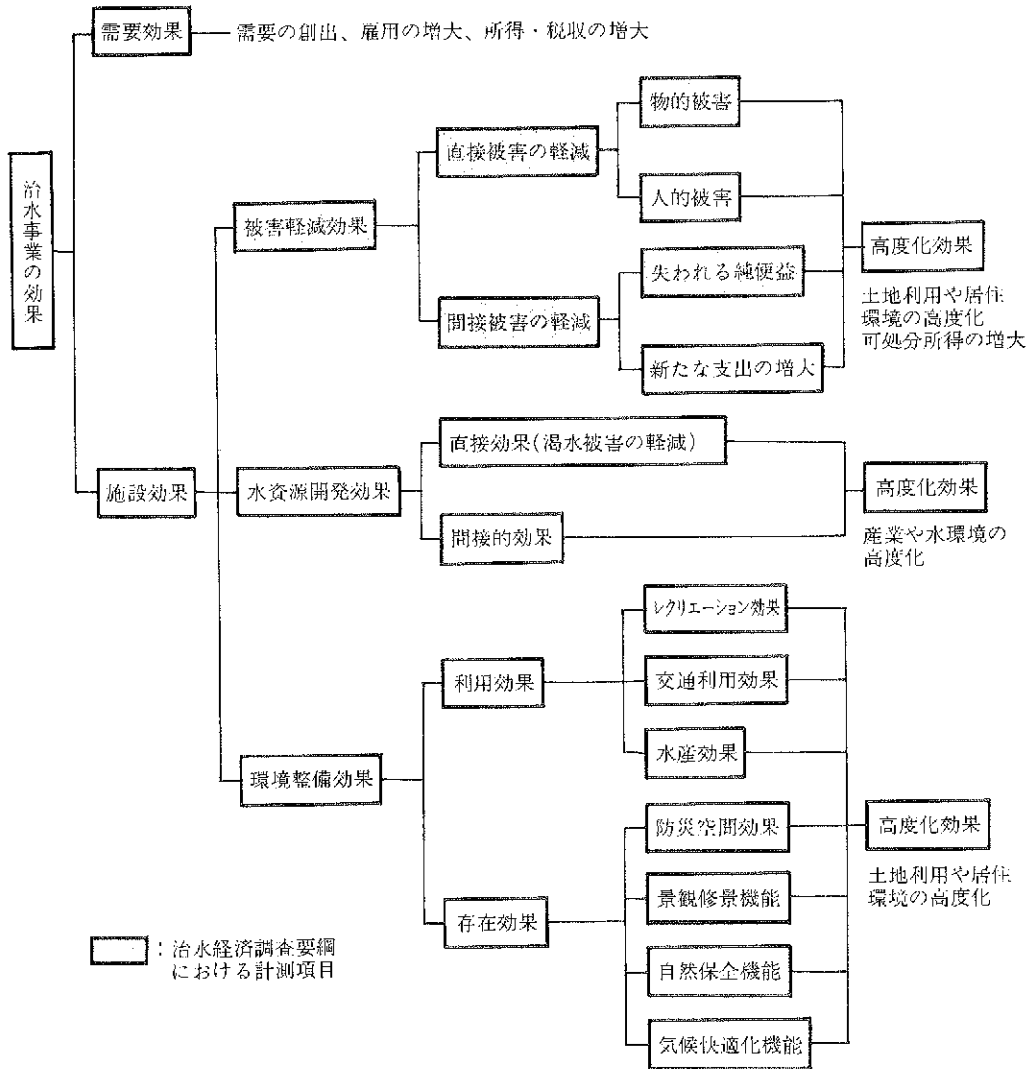 需要効果
需要の創出、雇用の増大、所得・税収の増大
治水事業の効果
物的被害
直接被害の軽減
人的被害
被害軽減効果
高度化効果
失われる純便益
土地利用や居住
環境の高度化
可処分所得の増大
間接被害の軽減
新たな支出の増大
直接効果(渇水被害の軽減)
施設効果
水資源開発効果
高度化効果
間接的効果
産業や水環境の
高度化
レクリエーション効果
利用効果
交通利用効果
水産効果
環境整備効果
防災空間効果
高度化効果
土地利用や居住
環境の高度化
景観修景機能
存在効果
自然保全機能
気候快適化機能
:治水経済調査要綱
における計測項目